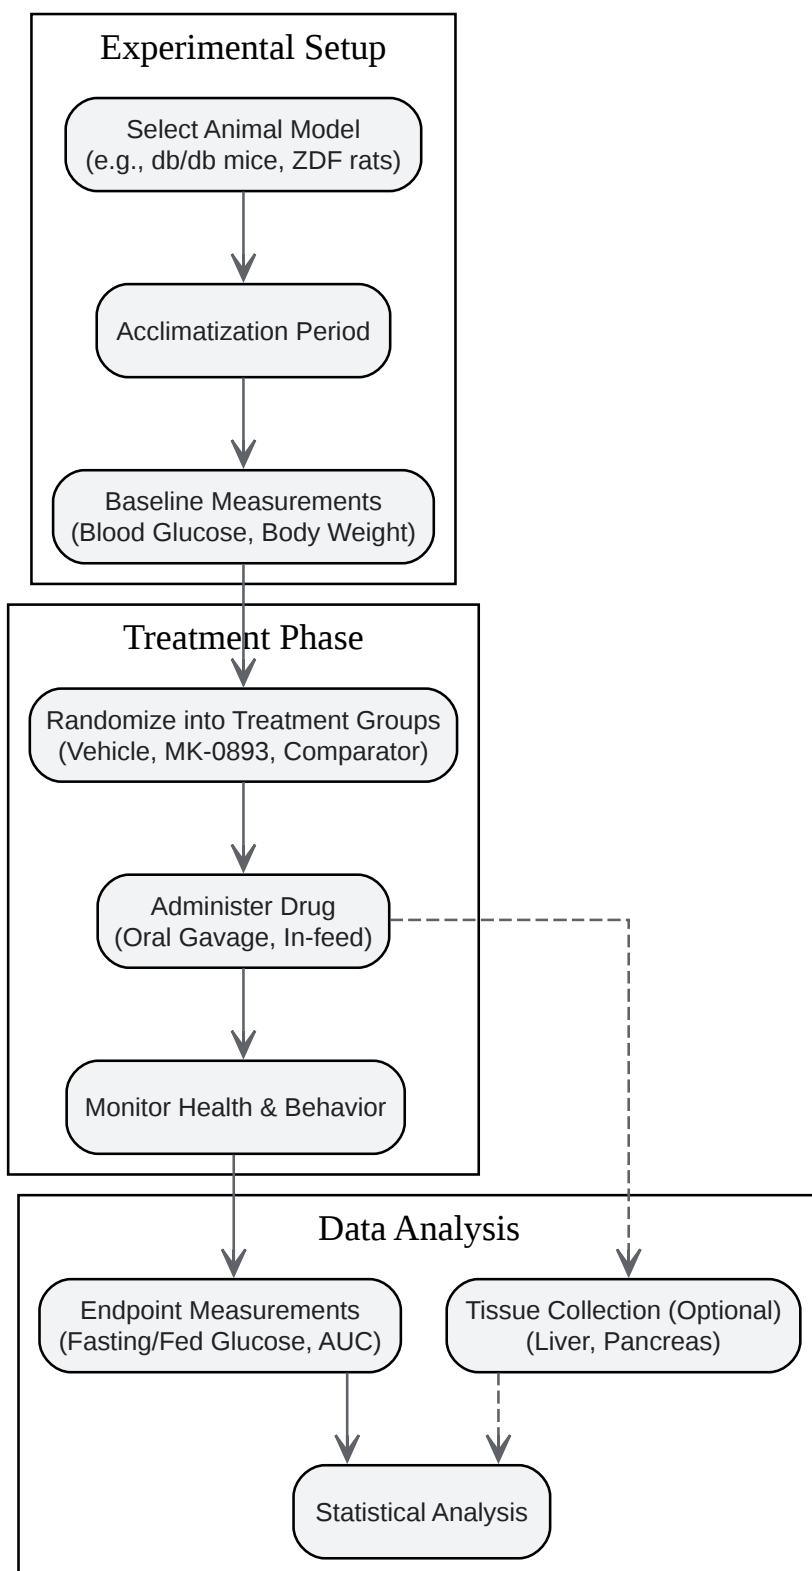 Experimental Setup
Select Animal Model
(e.g., db/db mice, ZDF rats)
Acclimatization Period
Baseline Measurements
(Blood Glucose, Body Weight)
Treatment Phase
Randomize into Treatment Groups
(Vehicle, MK-0893, Comparator)
Administer Drug
(Oral Gavage, In-feed)
Monitor Health & Behavior
Data Analysis
Endpoint Measurements
(Fasting/Fed Glucose, AUC)
Tissue Collection (Optional)
(Liver, Pancreas)
Statistical Analysis